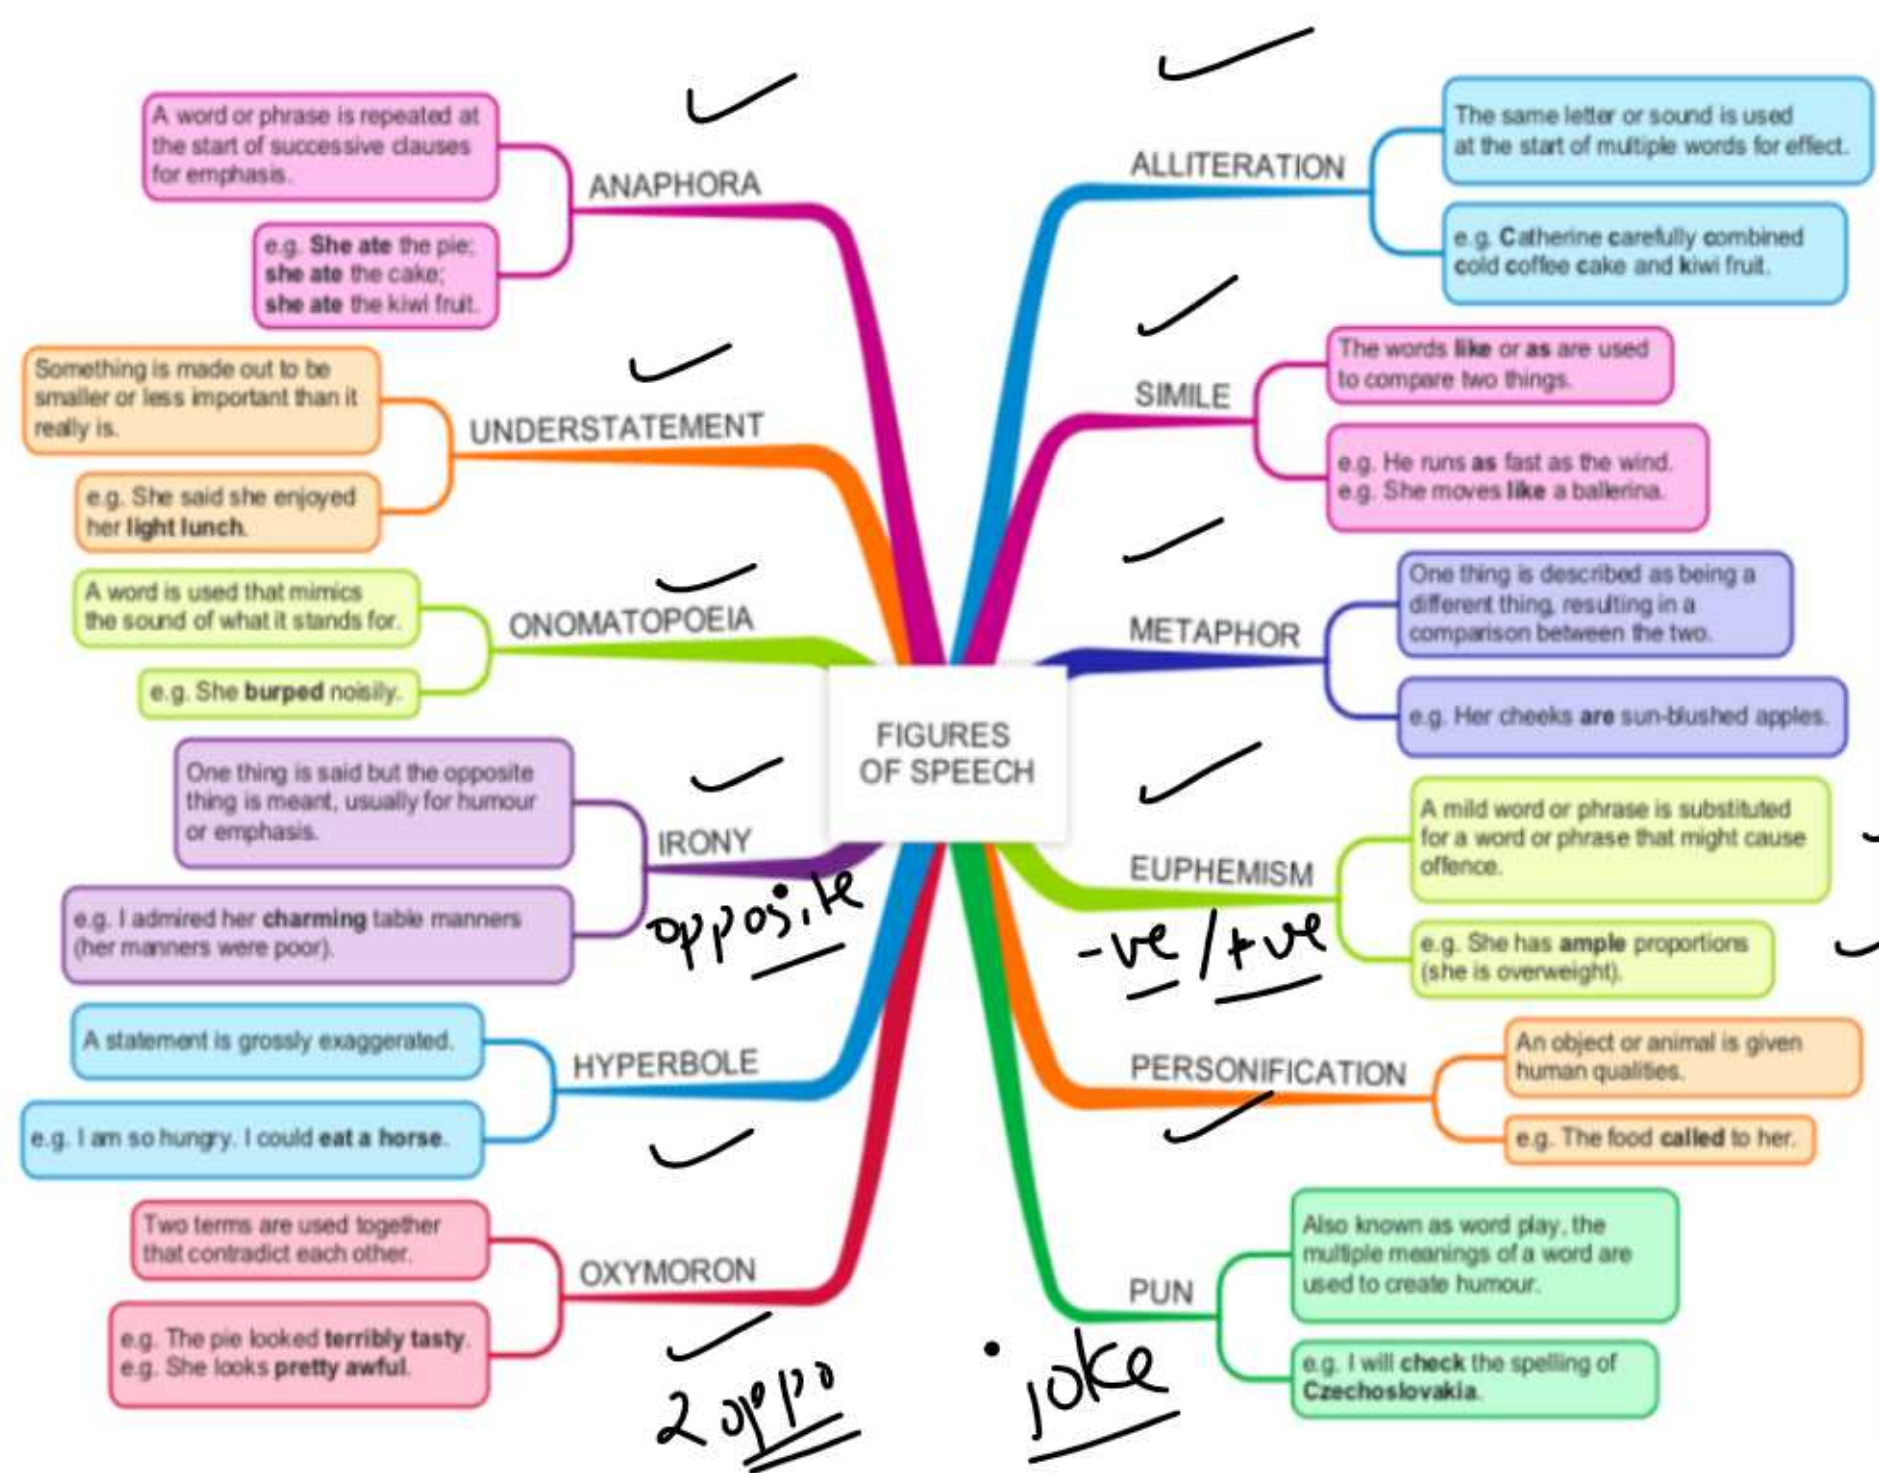 FIGURES
OF SPEECH
ANAPHORA
A word or phrase is repeated at
the start of successive clauses
for emphasis.
e.g. She ate the pie;
she ate the cake;
she ate the kiwi fruit.
UNDERSTATEMENT
Something is made out to be
smaller or less important than it
really is.
e.g. She said she enjoyed
her light lunch.
ONOMATOPOEIA
A word is used that mimics
the sound of what it stands for.
e.g. She burped noisily.
IRONY
opposite
One thing is said but the opposite
thing is meant, usually for humour
or emphasis.
e.g. I admired her charming table manners
(her manners were poor).
HYPERBOLE
A statement is grossly exaggerated.
e.g. I am so hungry. I could eat a horse.
OXYMORON
2 oppo
Two terms are used together
that contradict each other.
e.g. The pie looked terribly tasty.
e.g. She looks pretty awful.
ALLITERATION
The same letter or sound is used
at the start of multiple words for effect.
e.g. Catherine carefully combined
cold coffee cake and kiwi fruit.
SIMILE
The words like or as are used
to compare two things.
e.g. He runs as fast as the wind.
e.g. She moves like a ballerina.
METAPHOR
One thing is described as being a
different thing, resulting in a
comparison between the two.
e.g. Her cheeks are sun-blushed apples.
EUPHEMISM
-ve / +ve
A mild word or phrase is substituted
for a word or phrase that might cause
offence.
e.g. She has ample proportions
(she is overweight).
PERSONIFICATION
An object or animal is given
human qualities.
e.g. The food called to her.
PUN
joke
Also known as word play, the
multiple meanings of a word are
used to create humour.
e.g. I will check the spelling of
Czechoslovakia.